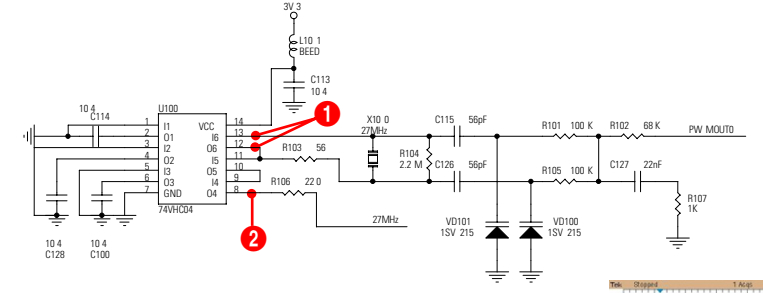 3V 3
L10 1
BEED
C113
10 4
10 4
C114
U100
1 I1 VCC 14
2 O1 I6 13
3 I2 O6 12
4 O2 I5 11
5 I3 O5 10
6 O3 I4 9
7 GND O4 8
74VHC04
1
2
R103 56
R106 22 0
27MHz
X10 0
27MHz
R104
2.2 M
C115 56pF
C126 56pF
R101 100 K
R102 68 K
PW MOUT0
R105 100 K
C127 22nF
R107
1K
VD101
1SV 215
VD100
1SV 215
10 4
C128
10 4
C100
Tek Stopped 1 Acqs